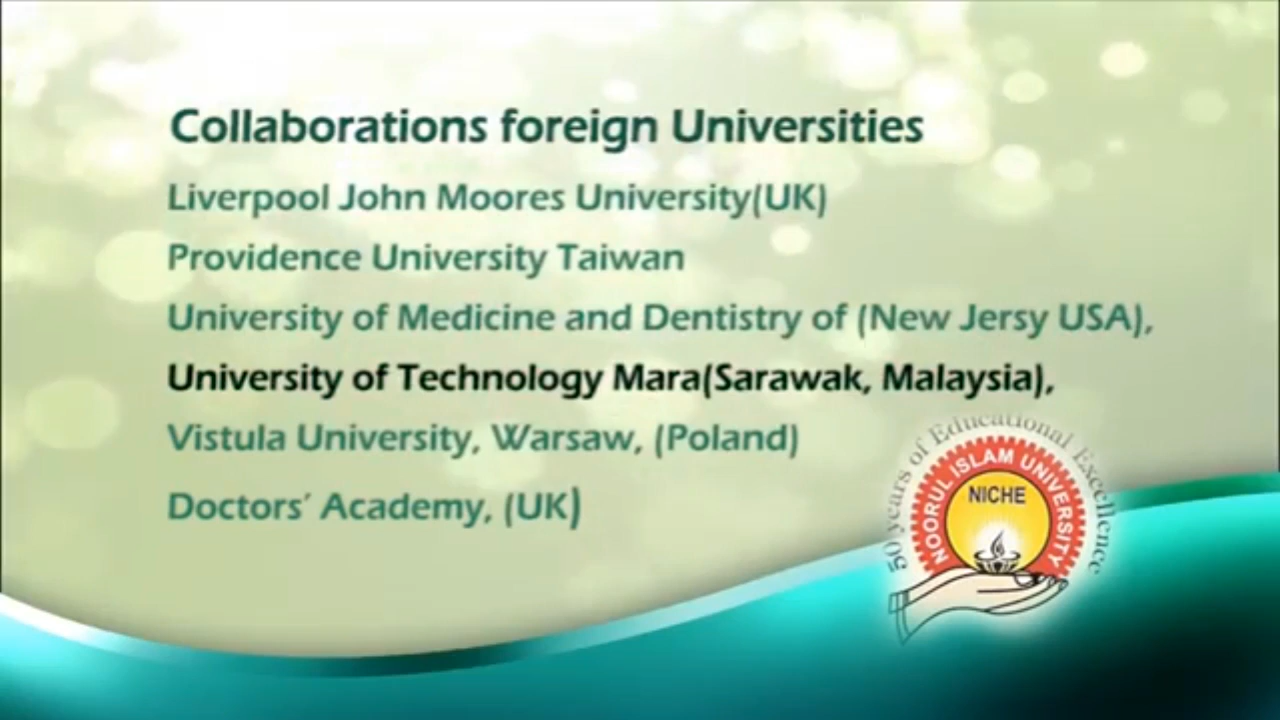 Collaborations foreign Universities
Liverpool John Moores University(UK)
Providence University Taiwan
University of Medicine and Dentistry of (New Jersy USA),
University of Technology Mara(Sarawak, Malaysia),
Vistula University, Warsaw, (Poland)
Doctors´ Academy, (UK)
50 years of Educational Excellence
NOORUL ISLAM UNIVERSITY
NICHE